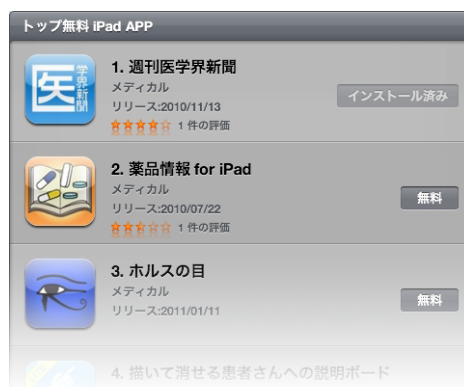 トップ無料 iPad APP
医 学界新聞
1. 週刊医学界新聞
メディカル
リリース:2010/11/13
1 件の評価
インストール済み
2. 薬品情報 for iPad
メディカル
リリース:2010/07/22
1 件の評価
無料
3. ホルスの目
メディカル
リリース:2011/01/11
無料
4. 描いて消せる患者さんへの説明ボード